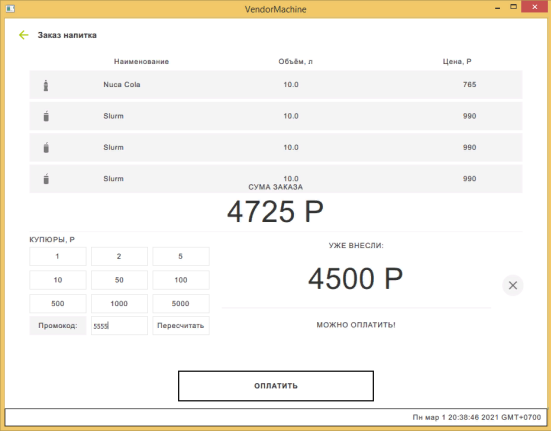 VendorMachine
Заказ напитка
Наименование Объём, л Цена, Р
Nuca Cola 10.0 765
Slurm 10.0 990
Slurm 10.0 990
Slurm 10.0 990
СУМА ЗАКАЗА
4725 Р
КУПЮРЫ, Р
УЖЕ ВНЕСЛИ:
1 2 5
10 50 100
4500 Р
500 1000 5000
Промокод: 5555 Пересчитать
МОЖНО ОПЛАТИТЬ!
ОПЛАТИТЬ
Пн мар 1 20:38:46 2021 GMT+0700